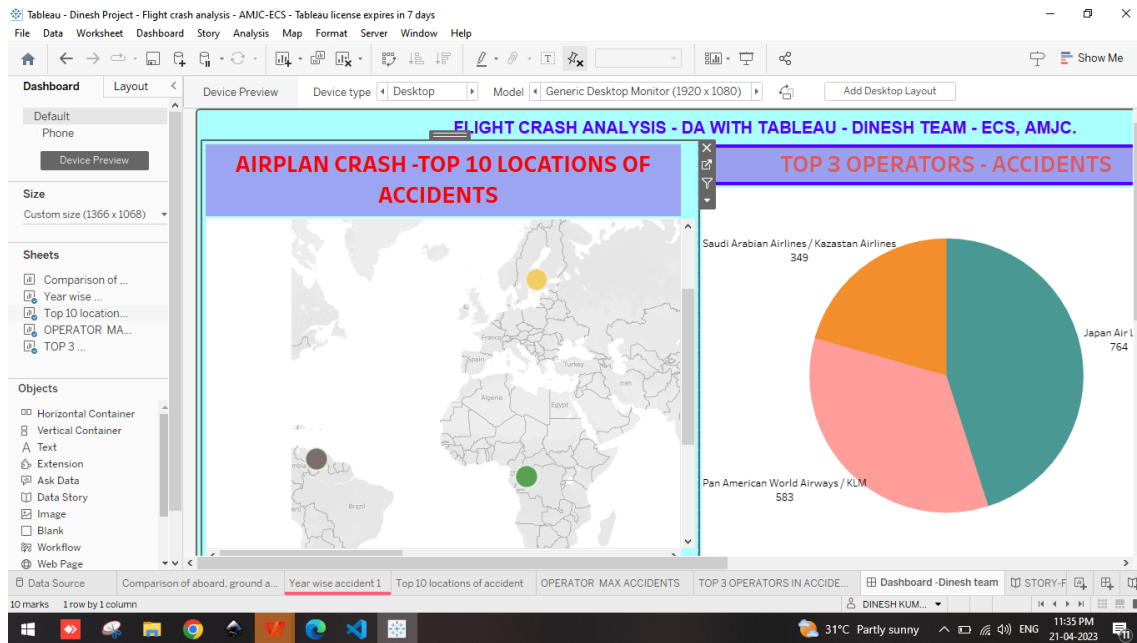 Tableau - Dinesh Project - Flight crash analysis - AMJC-ECS - Tableau license expires in 7 days
File Data Worksheet Dashboard Story Analysis Map Format Server Window Help
Show Me
Dashboard Layout
Default
Phone
Device Preview
Size
Custom size (1366 x 1068)
Sheets
Comparison of ...
Year wise ...
Top 10 location...
OPERATOR MA...
TOP 3 ...
Objects
Horizontal Container
Vertical Container
A Text
Extension
Ask Data
Data Story
Image
Blank
Workflow
Web Page
Device Preview Device type Desktop Model Generic Desktop Monitor (1920 x 1080) Add Desktop Layout
FLIGHT CRASH ANALYSIS - DA WITH TABLEAU - DINESH TEAM - ECS, AMJC.
AIRPLAN CRASH -TOP 10 LOCATIONS OF
ACCIDENTS
France
Spain
Turkey
Iran
Algeria
Egypt
Brazil
TOP 3 OPERATORS - ACCIDENTS
Saudi Arabian Airlines / Kazastan Airlines
349
Japan Air L
764
Pan American World Airways / KLM
583
Data Source Comparison of aboard, ground a... Year wise accident 1 Top 10 locations of accident OPERATOR MAX ACCIDENTS TOP 3 OPERATORS IN ACCIDE... Dashboard -Dinesh team STORY-F
10 marks 1 row by 1 column DINESH KUM...
31°C Partly sunny ENG
11:35 PM
21-04-2023